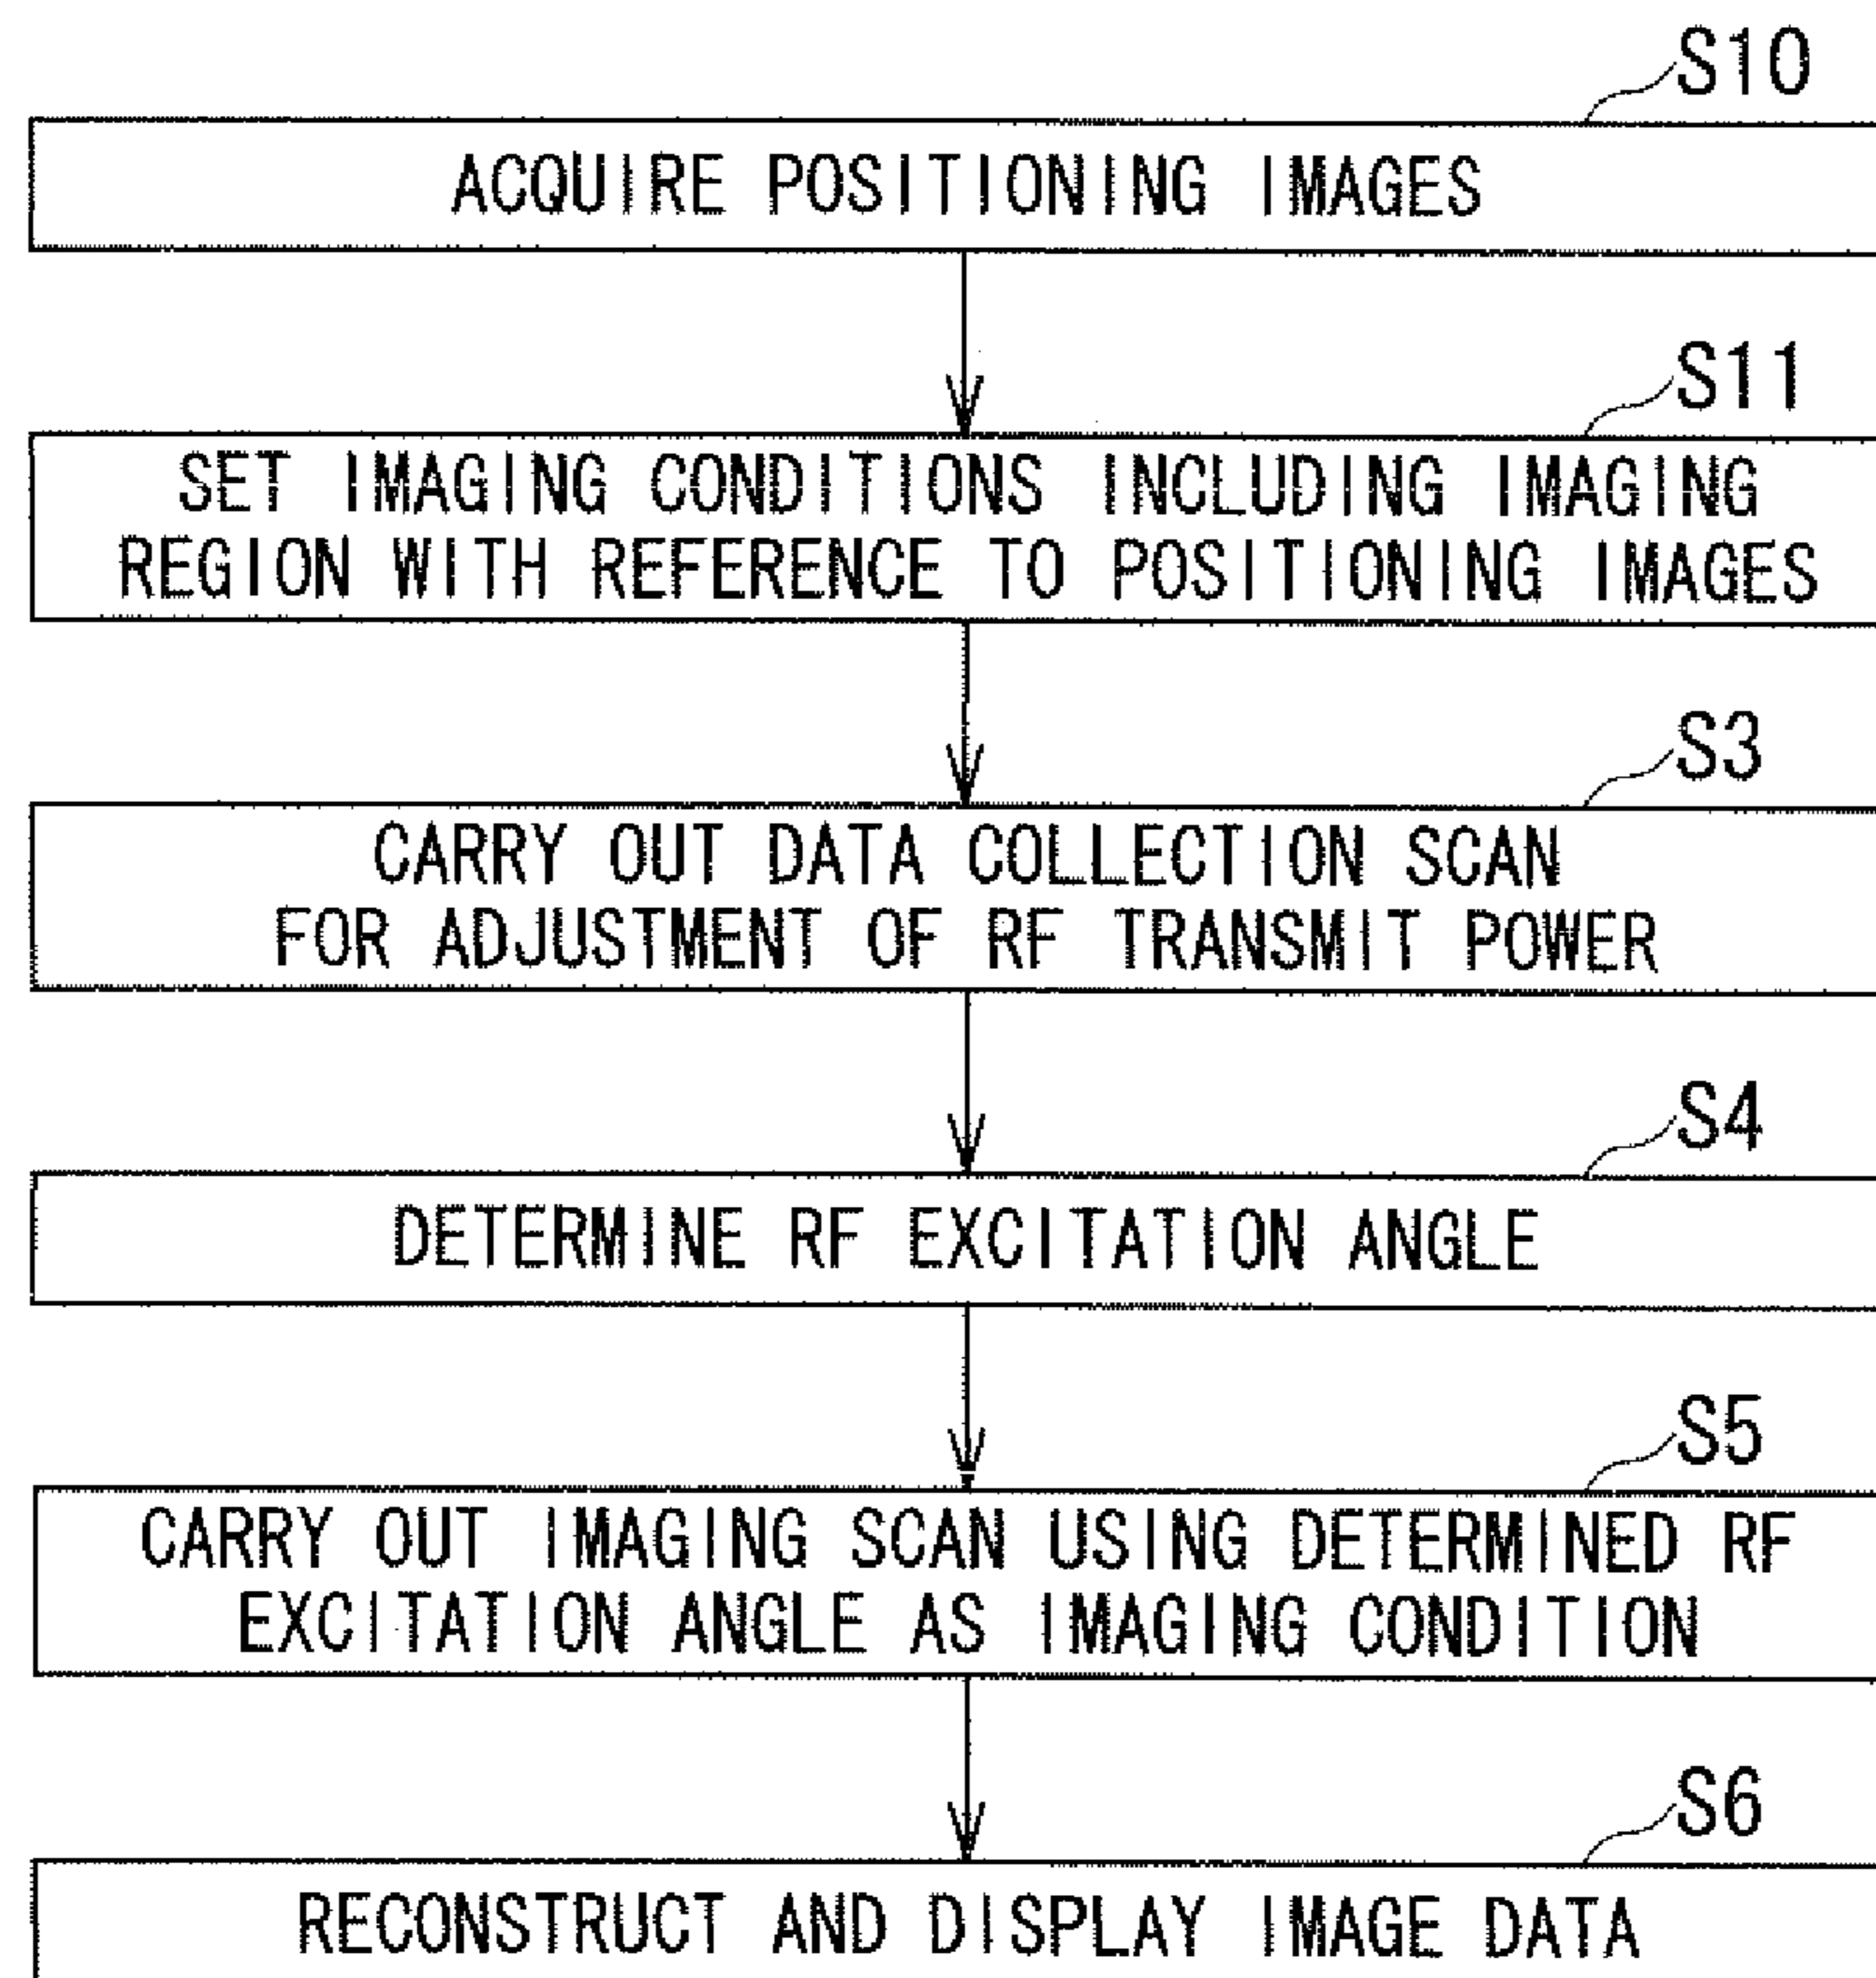 S10
ACQUIRE POSITIONING IMAGES
S11
SET IMAGING CONDITIONS INCLUDING IMAGING
REGION WITH REFERENCE TO POSITIONING IMAGES
S3
CARRY OUT DATA COLLECTION SCAN
FOR ADJUSTMENT OF RF TRANSMIT POWER
S4
DETERMINE RF EXCITATION ANGLE
S5
CARRY OUT IMAGING SCAN USING DETERMINED RF
EXCITATION ANGLE AS IMAGING CONDITION
S6
RECONSTRUCT AND DISPLAY IMAGE DATA